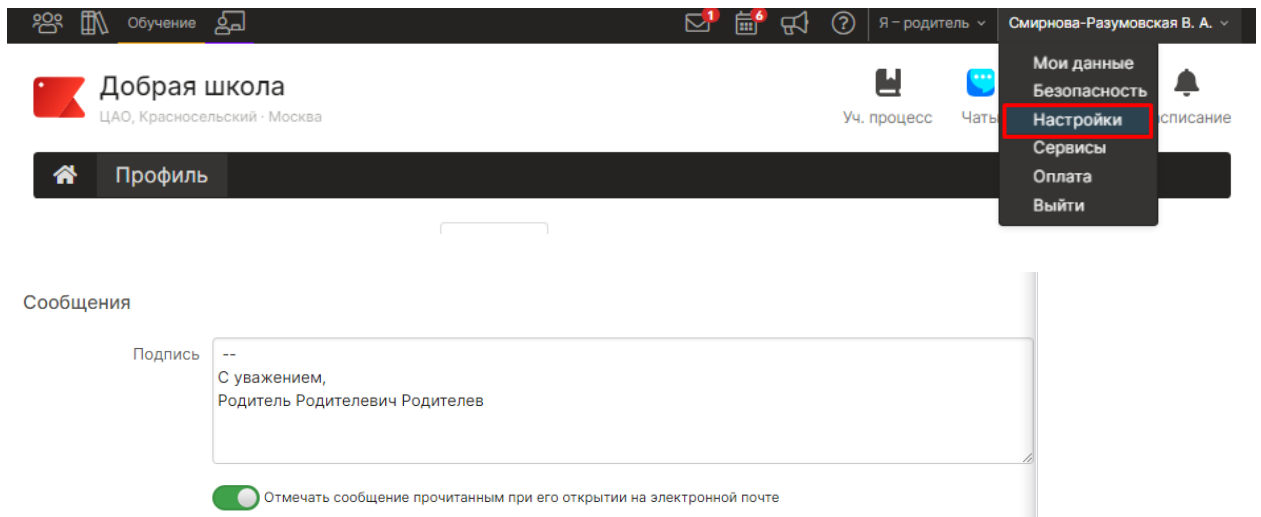 Обучение
1
6
?
Я – родитель
Смирнова-Разумовская В. А.
Добрая школа
ЦАО, Красносельский · Москва
Уч. процесс
Чаты
Мои данные
Безопасность
Настройки
Сервисы
Оплата
Выйти
Профиль
Сообщения
Подпись
--
С уважением,
Родитель Родителевич Родителев
Отмечать сообщение прочитанным при его открытии на электронной почте